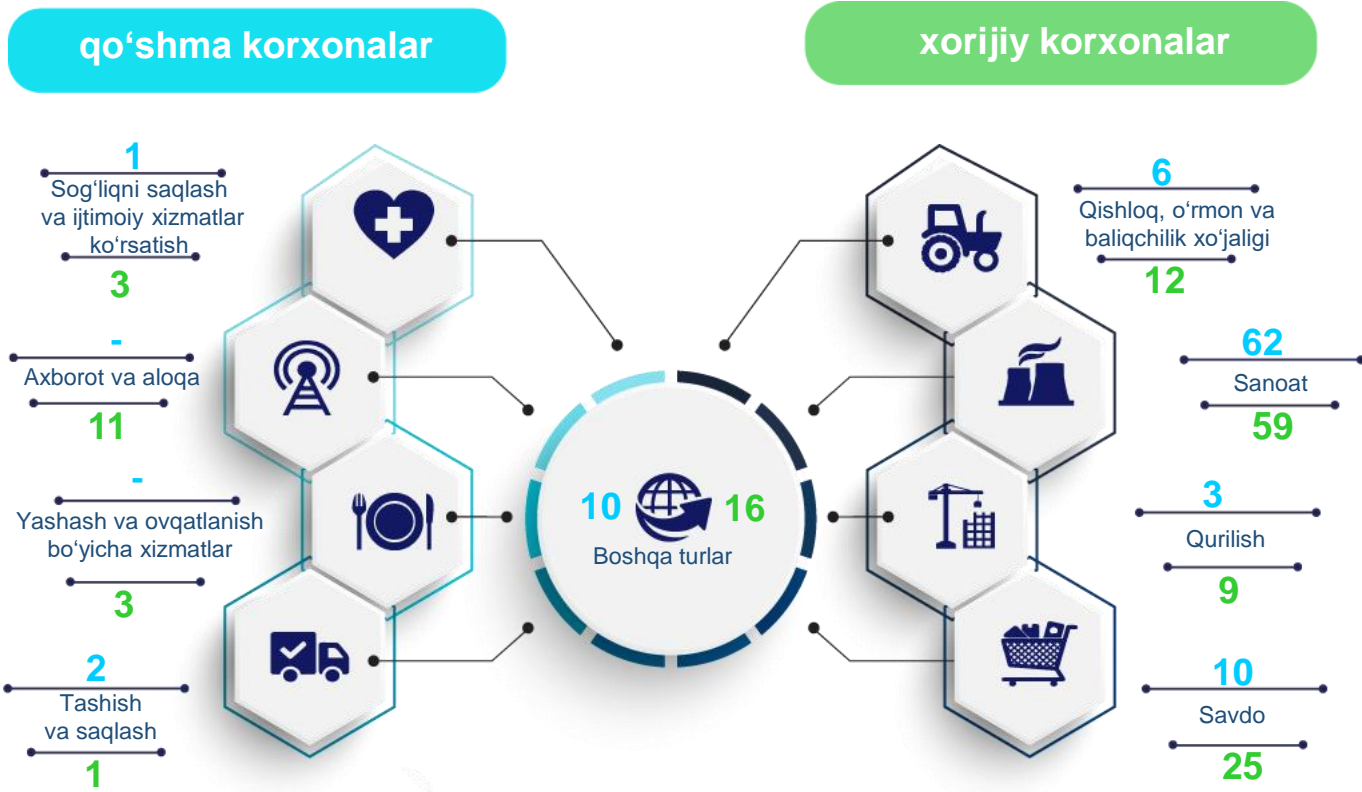 qo‘shma korxonalar
xorijiy korxonalar
1
Sog‘liqni saqlash
va ijtimoiy xizmatlar
ko‘rsatish
3
-
Axborot va aloqa
11
-
Yashash va ovqatlanish
bo‘yicha xizmatlar
3
2
Tashish
va saqlash
1
10
16
Boshqa turlar
6
Qishloq, o‘rmon va
baliqchilik xo‘jaligi
12
62
Sanoat
59
3
Qurilish
9
10
Savdo
25